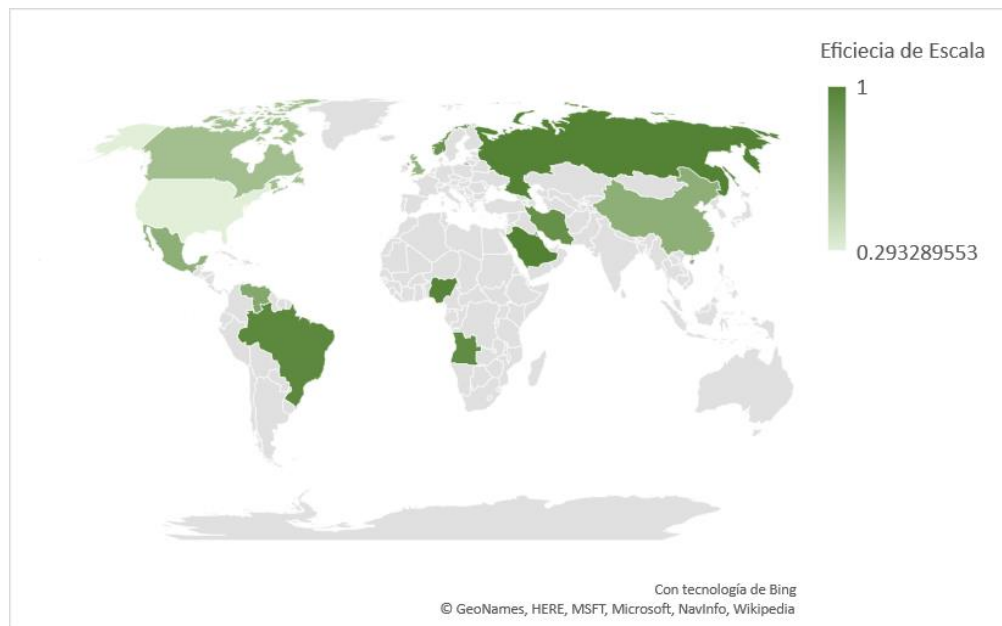 Eficiecia de Escala
1
0.293289553
Con tecnología de Bing
© GeoNames, HERE, MSFT, Microsoft, NavInfo, Wikipedia